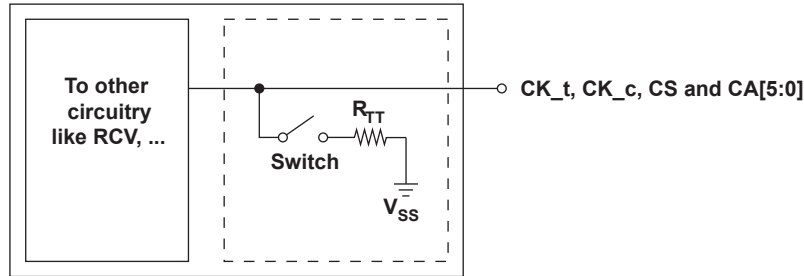 To other
circuitry
like RCV, ...
CK_t, CK_c, CS and CA[5:0]
RTT
Switch
VSS